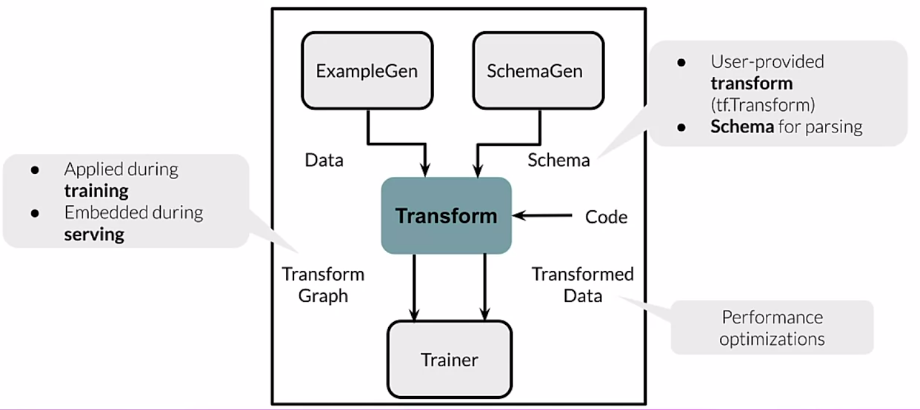 ExampleGen
SchemaGen
● User-provided
transform
(tf.Transform)
● Schema for parsing
Data
Schema
● Applied during
training
● Embedded during
serving
Transform
Code
Transform
Graph
Transformed
Data
Performance
optimizations
Trainer